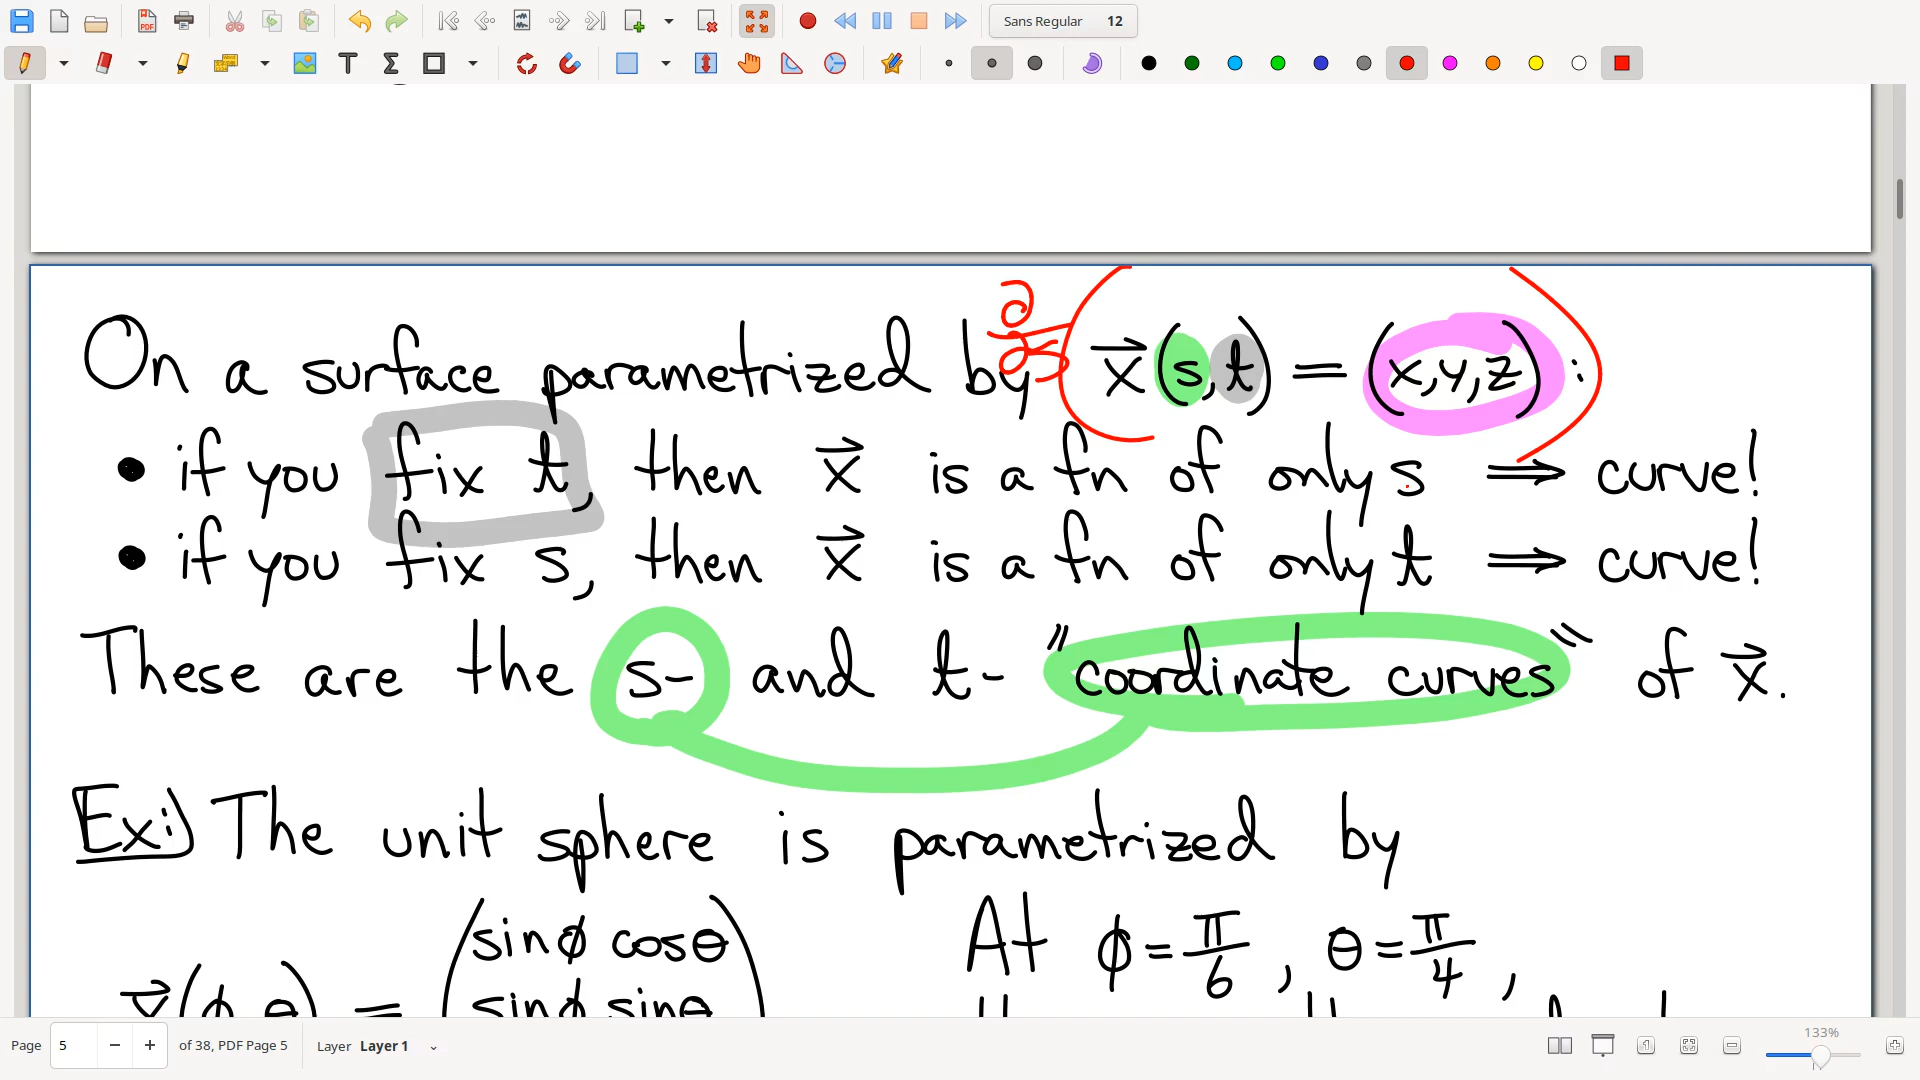 Sans Regular 12
On a surface parametrized by ∂/∂s ( x⃗(s,t) = (x,y,z) ) :
• if you fix t, then x⃗ is a fn of only s ⟹ curve!
• if you fix s, then x⃗ is a fn of only t ⟹ curve!
These are the s- and t- "coordinate curves" of x⃗.
Ex: The unit sphere is parametrized by
sinϕ cosθ
At ϕ = π/6, θ = π/4,
sinϕ sinθ
Page 5 of 38, PDF Page 5 Layer Layer 1 133%